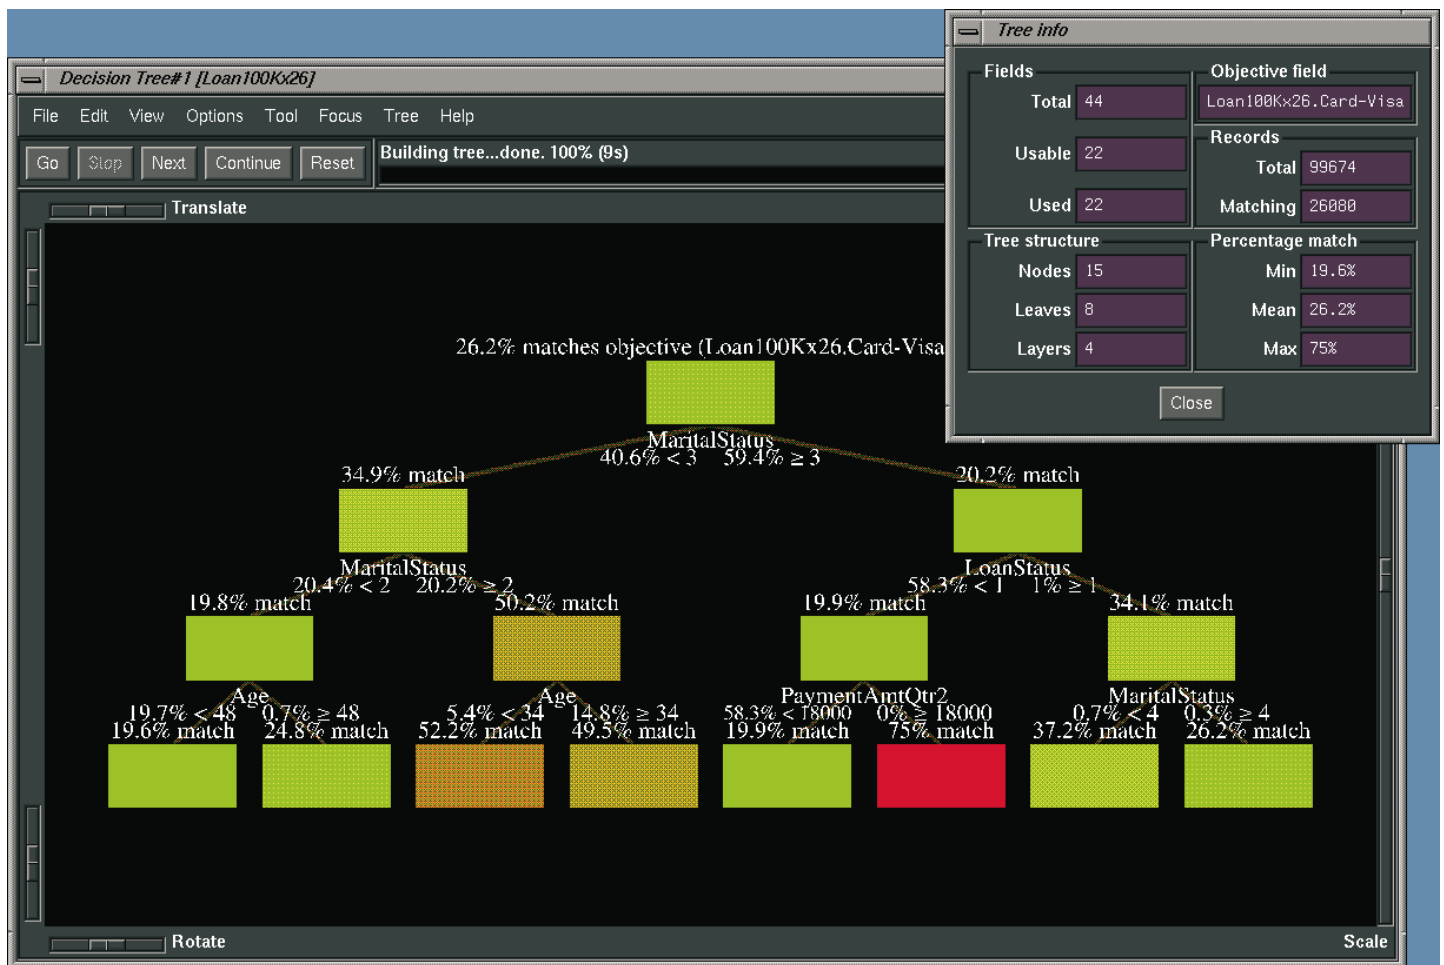 Tree info
Fields
Total 44
Usable 22
Used 22
Objective field
Loan100Kx26.Card-Visa
Records
Total 99674
Matching 26080
Tree structure
Nodes 15
Leaves 8
Layers 4
Percentage match
Min 19.6%
Mean 26.2%
Max 75%
Close
Decision Tree#1 [Loan100Kx26]
File Edit View Options Tool Focus Tree Help
Go Stop Next Continue Reset
Building tree...done. 100% (9s)
Translate
26.2% matches objective (Loan100Kx26.Card-Visa
MaritalStatus
40.6% < 3 59.4% ≥ 3
34.9% match 20.2% match
MaritalStatus LoanStatus
20.4% < 2 20.2% ≥ 2 58.3% < 1 1% ≥ 1
19.8% match 50.2% match 19.9% match 34.1% match
Age Age PaymentAmtQtr2 MaritalStatus
19.7% < 48 0.7% ≥ 48 5.4% < 34 14.8% ≥ 34 58.3% < 18000 0% ≥ 18000 0.7% < 4 0.3% ≥ 4
19.6% match 24.8% match 52.2% match 49.5% match 19.9% match 75% match 37.2% match 26.2% match
Rotate Scale